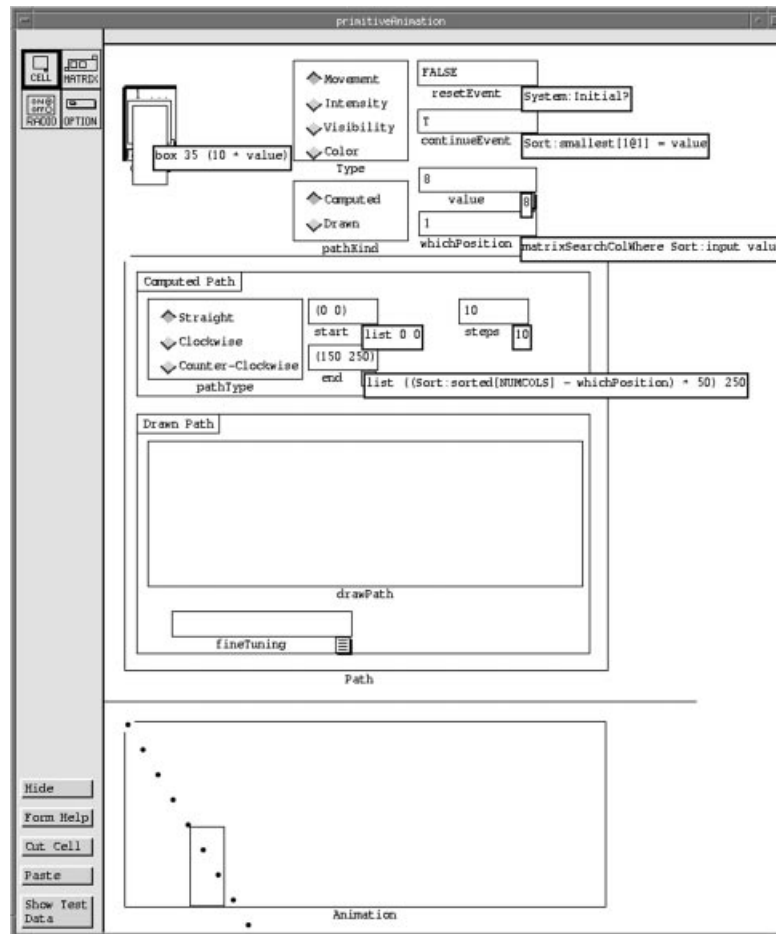 primitiveAnimation
CELL
MATRIX
RADIO
OPTION
box 35 (10 * value)
Movement
Intensity
Visibility
Color
Type
FALSE
resetEvent
System:Initial?
T
continueEvent
Sort:smallest[1@1] = value
Computed
Drawn
pathKind
8
value
8
1
whichPosition
matrixSearchColWhere Sort:input valu
Computed Path
Straight
Clockwise
Counter-Clockwise
pathType
(0 0)
start
list 0 0
10
steps
10
(150 250)
end
list ((Sort:sorted[NUMCOLS] - whichPosition) * 50) 250
Drawn Path
drawPath
fineTuning
Path
Hide
Form Help
Cut Cell
Paste
Show Test
Data
Animation